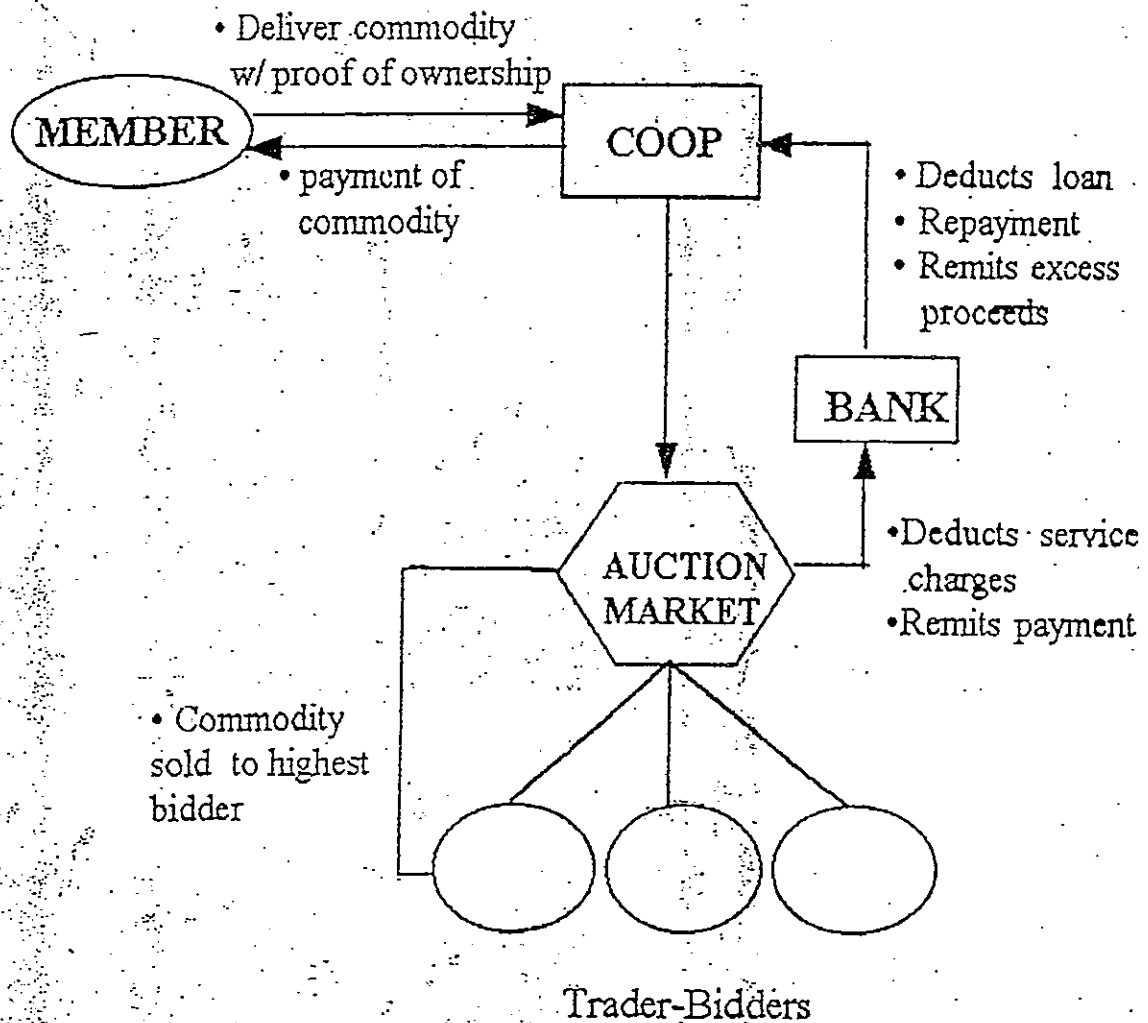 • Deliver commodity
w/ proof of ownership
MEMBER
COOP
• payment of
commodity
• Deducts loan
• Repayment
• Remits excess
proceeds
BANK
AUCTION
MARKET
•Deducts service
charges
•Remits payment
• Commodity
sold to highest
bidder
Trader-Bidders